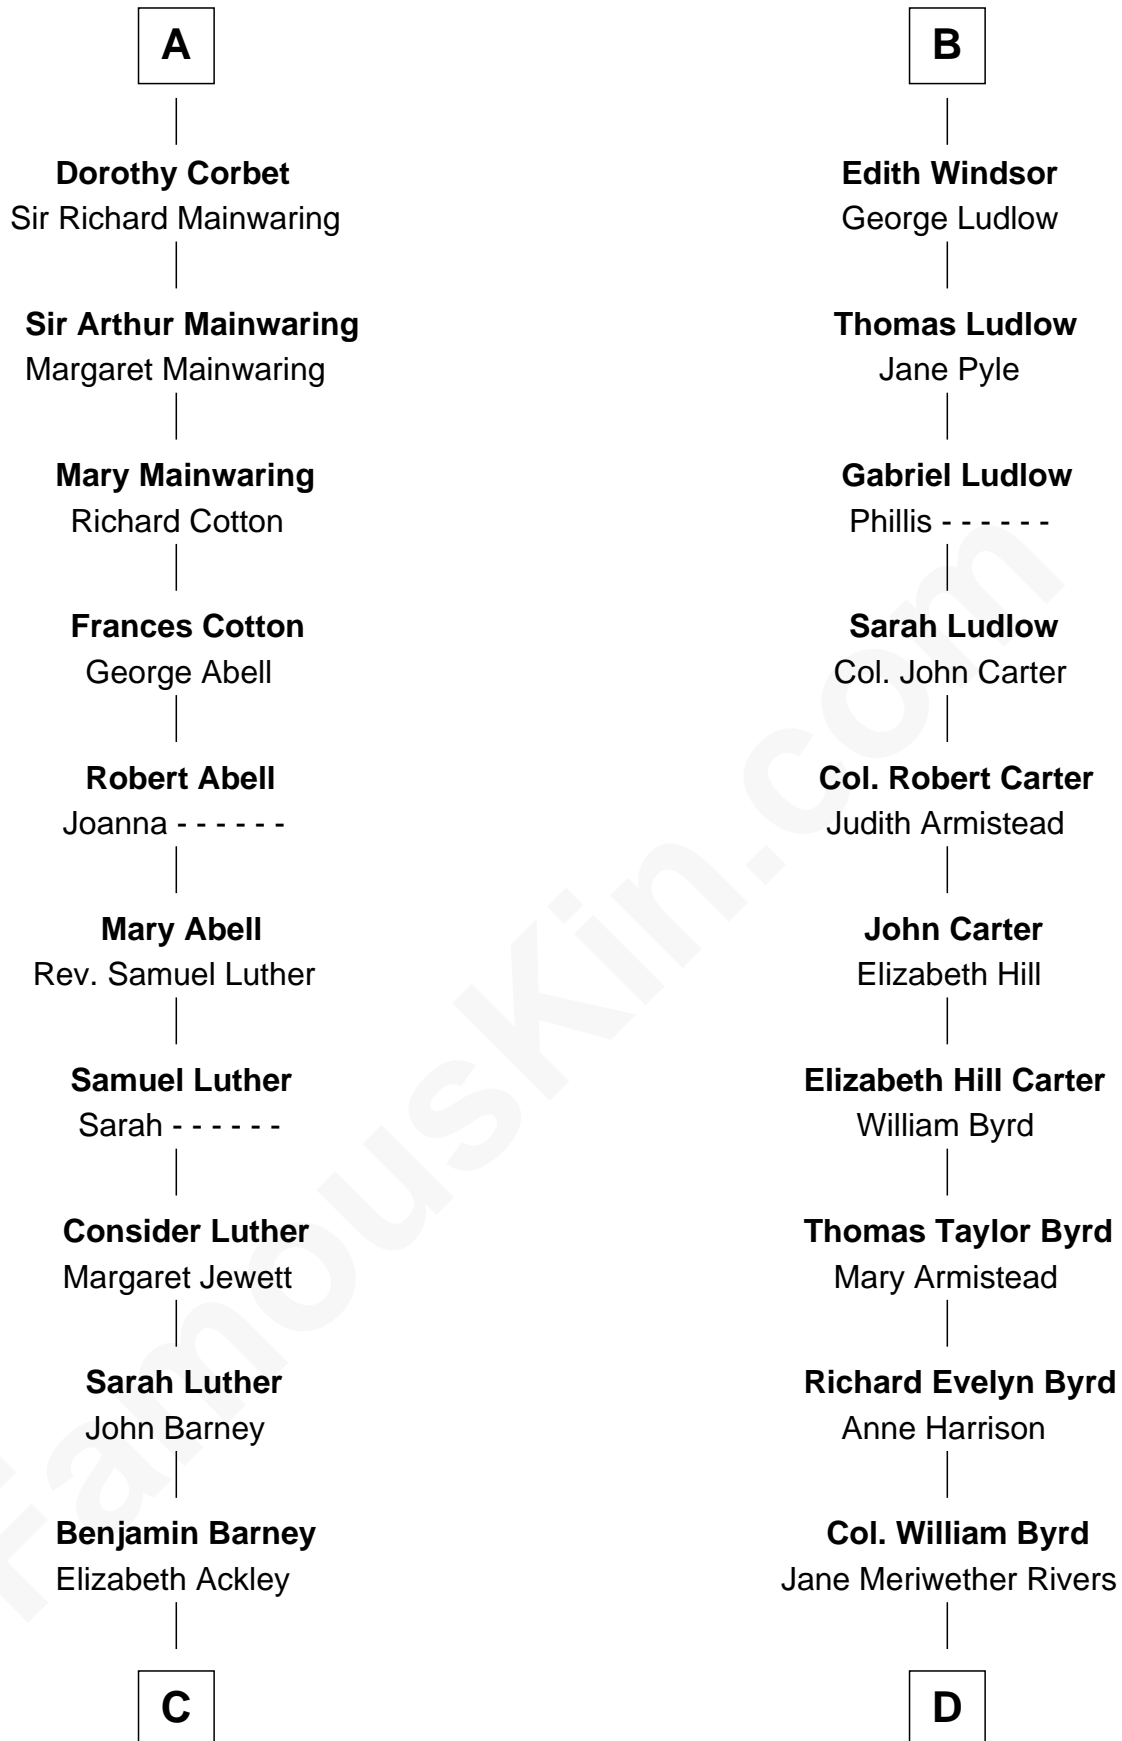 A
Dorothy Corbet
Sir Richard Mainwaring
Sir Arthur Mainwaring
Margaret Mainwaring
Mary Mainwaring
Richard Cotton
Frances Cotton
George Abell
Robert Abell
Joanna - - - - - -
Mary Abell
Rev. Samuel Luther
Samuel Luther
Sarah - - - - - -
Consider Luther
Margaret Jewett
Sarah Luther
John Barney
Benjamin Barney
Elizabeth Ackley
C
B
Edith Windsor
George Ludlow
Thomas Ludlow
Jane Pyle
Gabriel Ludlow
Phillis - - - - - -
Sarah Ludlow
Col. John Carter
Col. Robert Carter
Judith Armistead
John Carter
Elizabeth Hill
Elizabeth Hill Carter
William Byrd
Thomas Taylor Byrd
Mary Armistead
Richard Evelyn Byrd
Anne Harrison
Col. William Byrd
Jane Meriwether Rivers
D
FamousKin.com